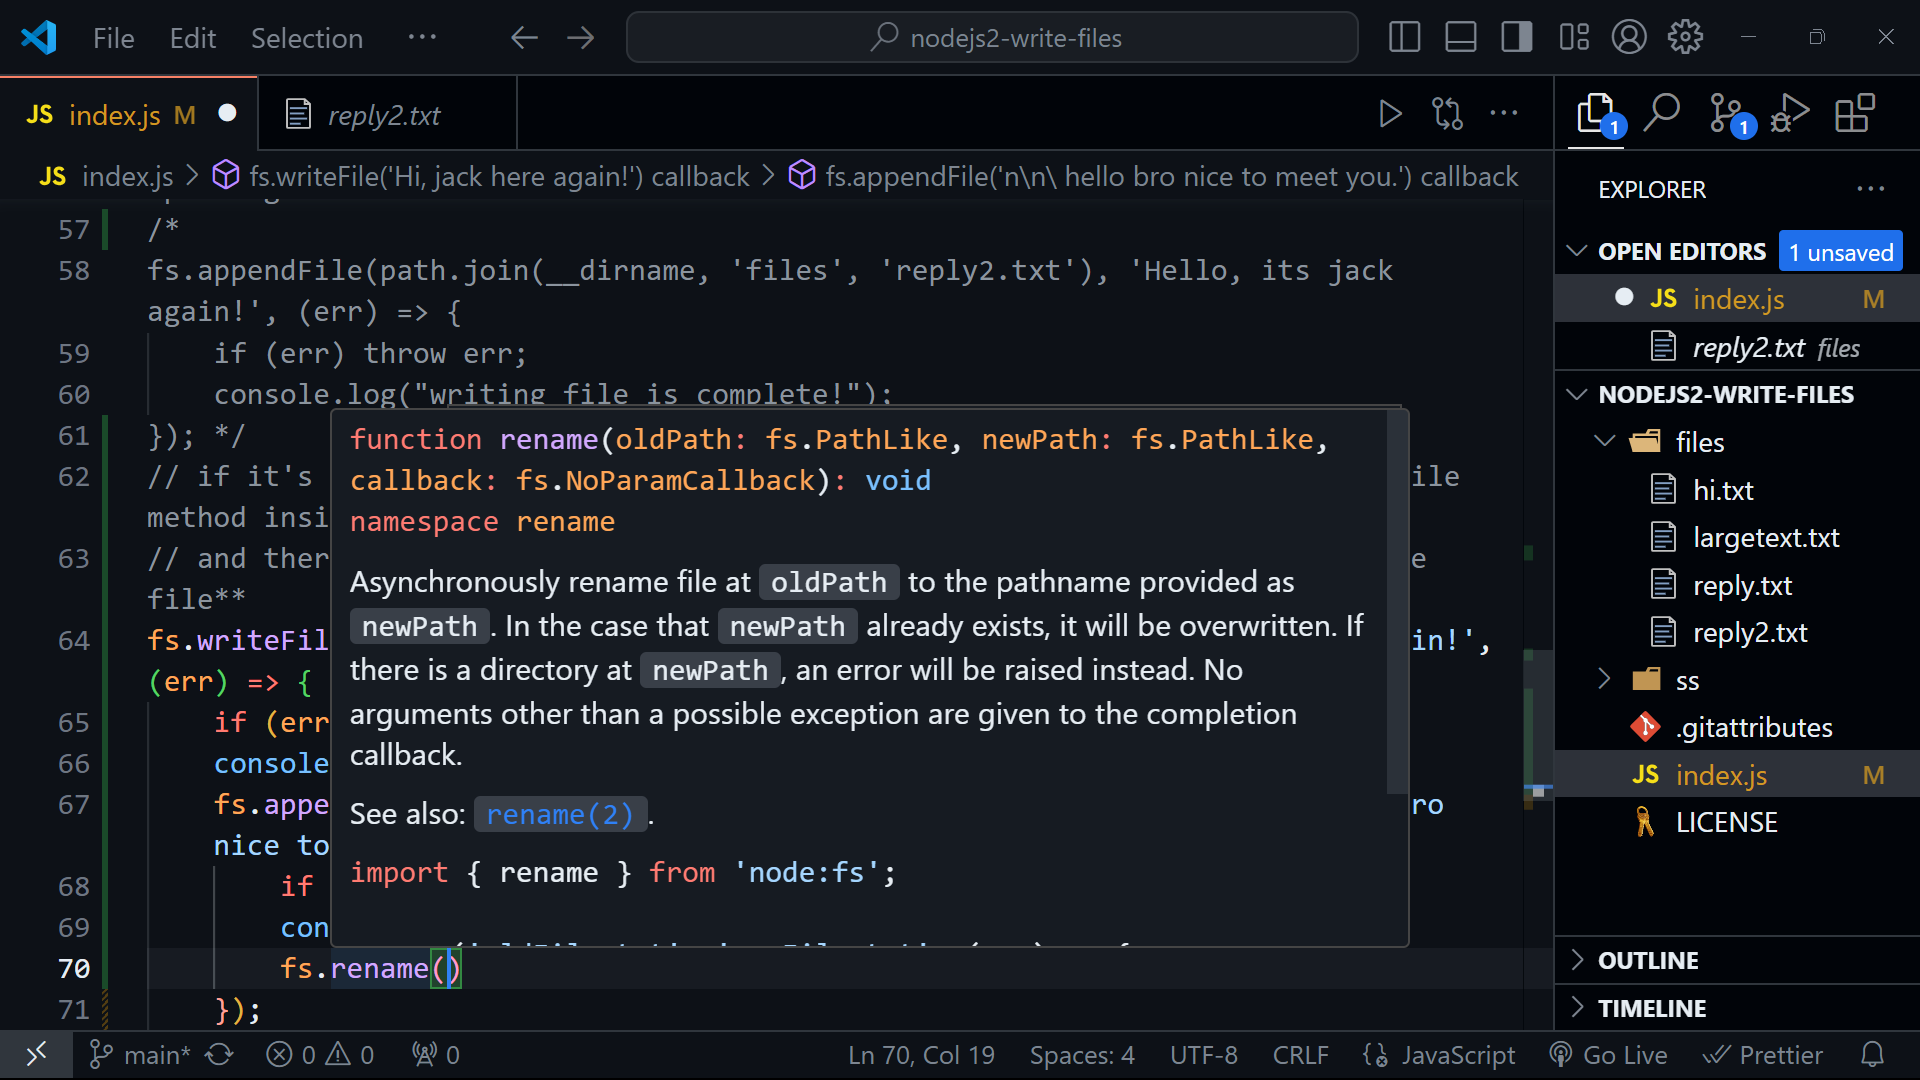 File Edit Selection ···
nodejs2-write-files
JS index.js M
reply2.txt
JS index.js > fs.writeFile('Hi, jack here again!') callback > fs.appendFile('n\n\ hello bro nice to meet you.') callback
57 /*
58 fs.appendFile(path.join(__dirname, 'files', 'reply2.txt'), 'Hello, its jack
again!', (err) => {
59 if (err) throw err;
60 console.log("writing file is complete!");
61 }); */
62 // if it's ile
method insi
63 // and ther e
file**
64 fs.writeFil in!',
(err) => {
65 if (err
66 console
67 fs.appe ro
nice to
68 if
69 con
70 fs.rename()
71 });
function rename(oldPath: fs.PathLike, newPath: fs.PathLike,
callback: fs.NoParamCallback): void
namespace rename
Asynchronously rename file at oldPath to the pathname provided as
newPath. In the case that newPath already exists, it will be overwritten. If
there is a directory at newPath, an error will be raised instead. No
arguments other than a possible exception are given to the completion
callback.
See also: rename(2).
import { rename } from 'node:fs';
1
1
EXPLORER ···
OPEN EDITORS 1 unsaved
JS index.js M
reply2.txt files
NODEJS2-WRITE-FILES
files
hi.txt
largetext.txt
reply.txt
reply2.txt
ss
.gitattributes
JS index.js M
LICENSE
OUTLINE
TIMELINE
main* 0 0 0 Ln 70, Col 19 Spaces: 4 UTF-8 CRLF JavaScript Go Live Prettier